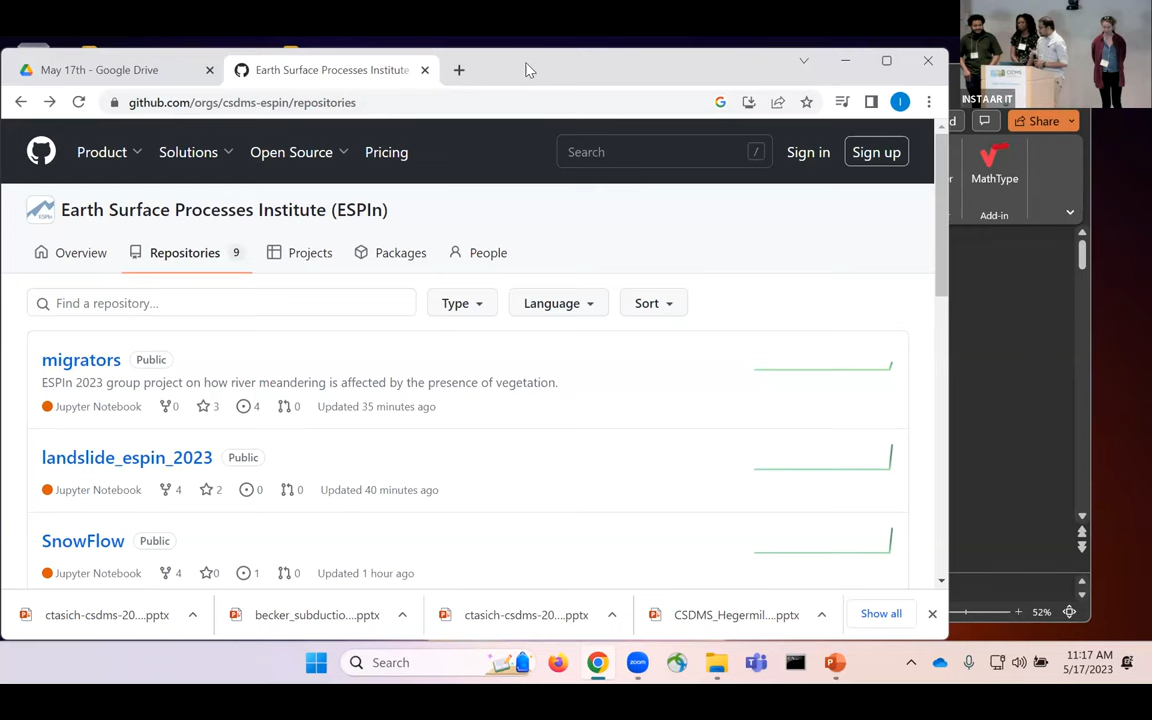 May 17th - Google Drive
Earth Surface Processes Institute
github.com/orgs/csdms-espin/repositories
I
INSTAAR IT
Share
MathType
Add-in
Product
Solutions
Open Source
Pricing
Search
/
Sign in
Sign up
Earth Surface Processes Institute (ESPIn)
Overview
Repositories 9
Projects
Packages
People
Find a repository...
Type
Language
Sort
migrators Public
ESPIn 2023 group project on how river meandering is affected by the presence of vegetation.
Jupyter Notebook 0 3 4 0 Updated 35 minutes ago
landslide_espin_2023 Public
Jupyter Notebook 4 2 0 0 Updated 40 minutes ago
SnowFlow Public
Jupyter Notebook 4 0 1 0 Updated 1 hour ago
ctasich-csdms-20....pptx
becker_subductio....pptx
ctasich-csdms-20....pptx
CSDMS_Hegermil....pptx
Show all
52%
Search
11:17 AM
5/17/2023